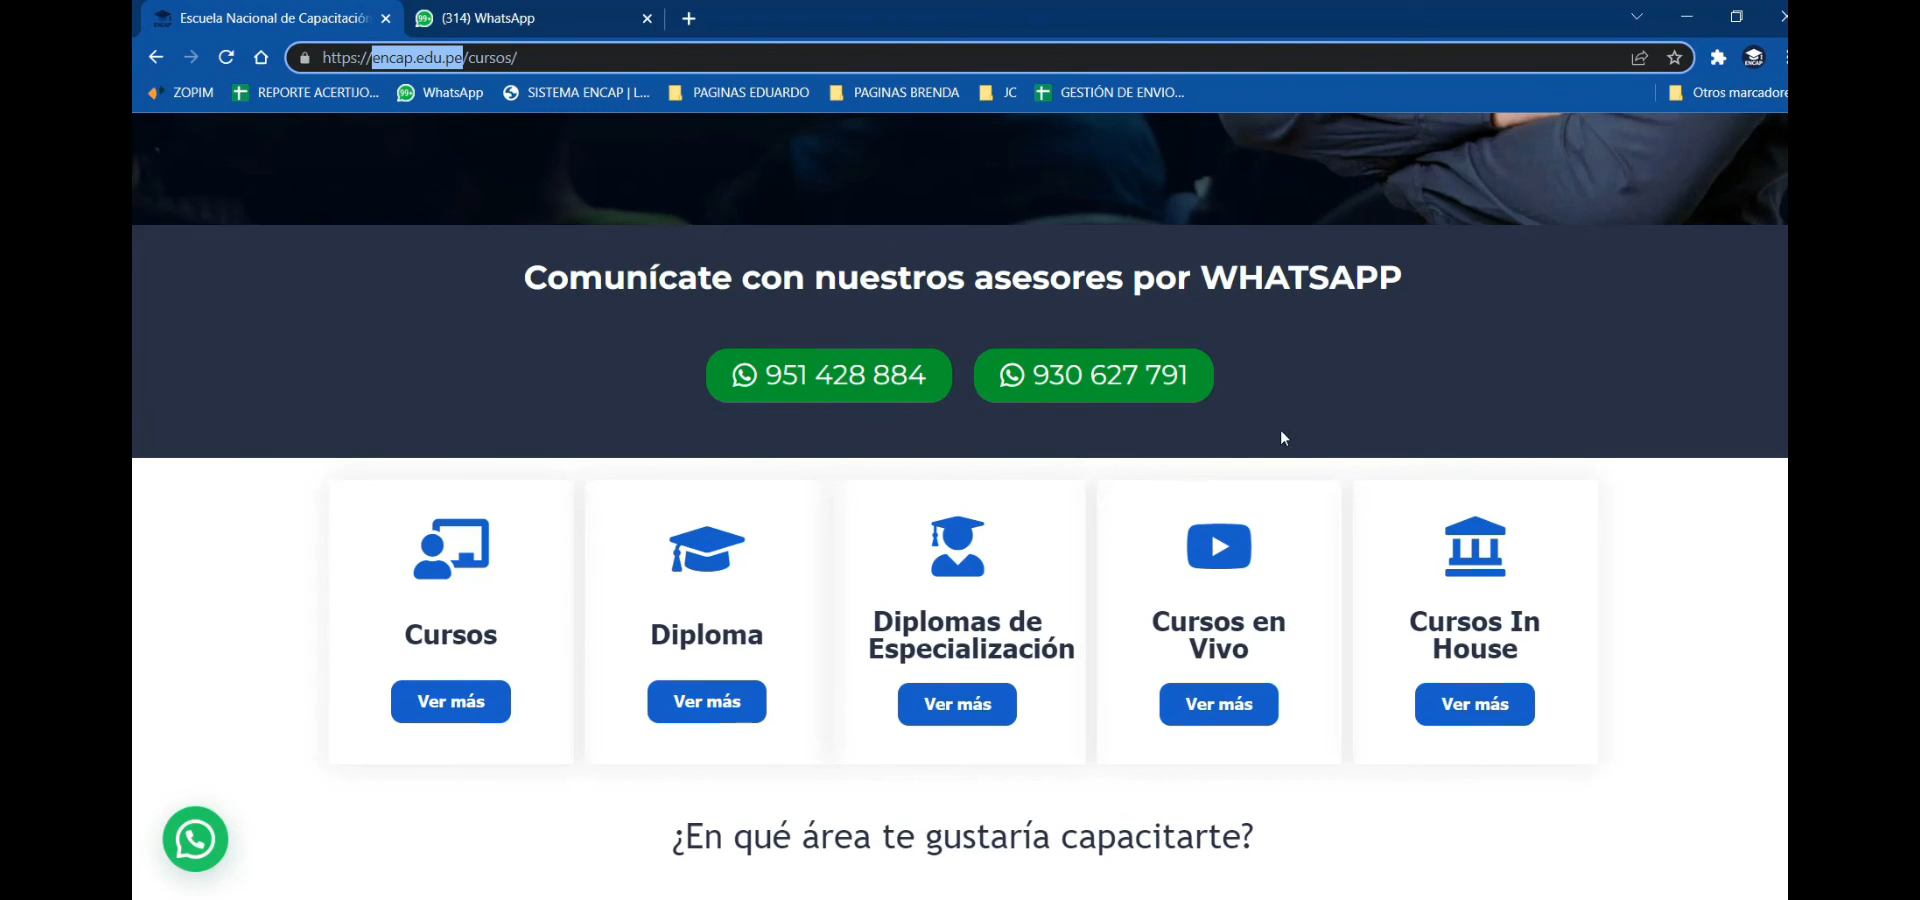 Escuela Nacional de Capacitación
99+ (314) WhatsApp
https://encap.edu.pe/cursos/
ENCAP
ZOPIM
REPORTE ACERTIJO...
99+ WhatsApp
SISTEMA ENCAP | L...
PAGINAS EDUARDO
PAGINAS BRENDA
JC
GESTIÓN DE ENVIO...
Otros marcadore
Comunícate con nuestros asesores por WHATSAPP
951 428 884
930 627 791
Cursos
Ver más
Diploma
Ver más
Diplomas de
Especialización
Ver más
Cursos en
Vivo
Ver más
Cursos In
House
Ver más
¿En qué área te gustaría capacitarte?